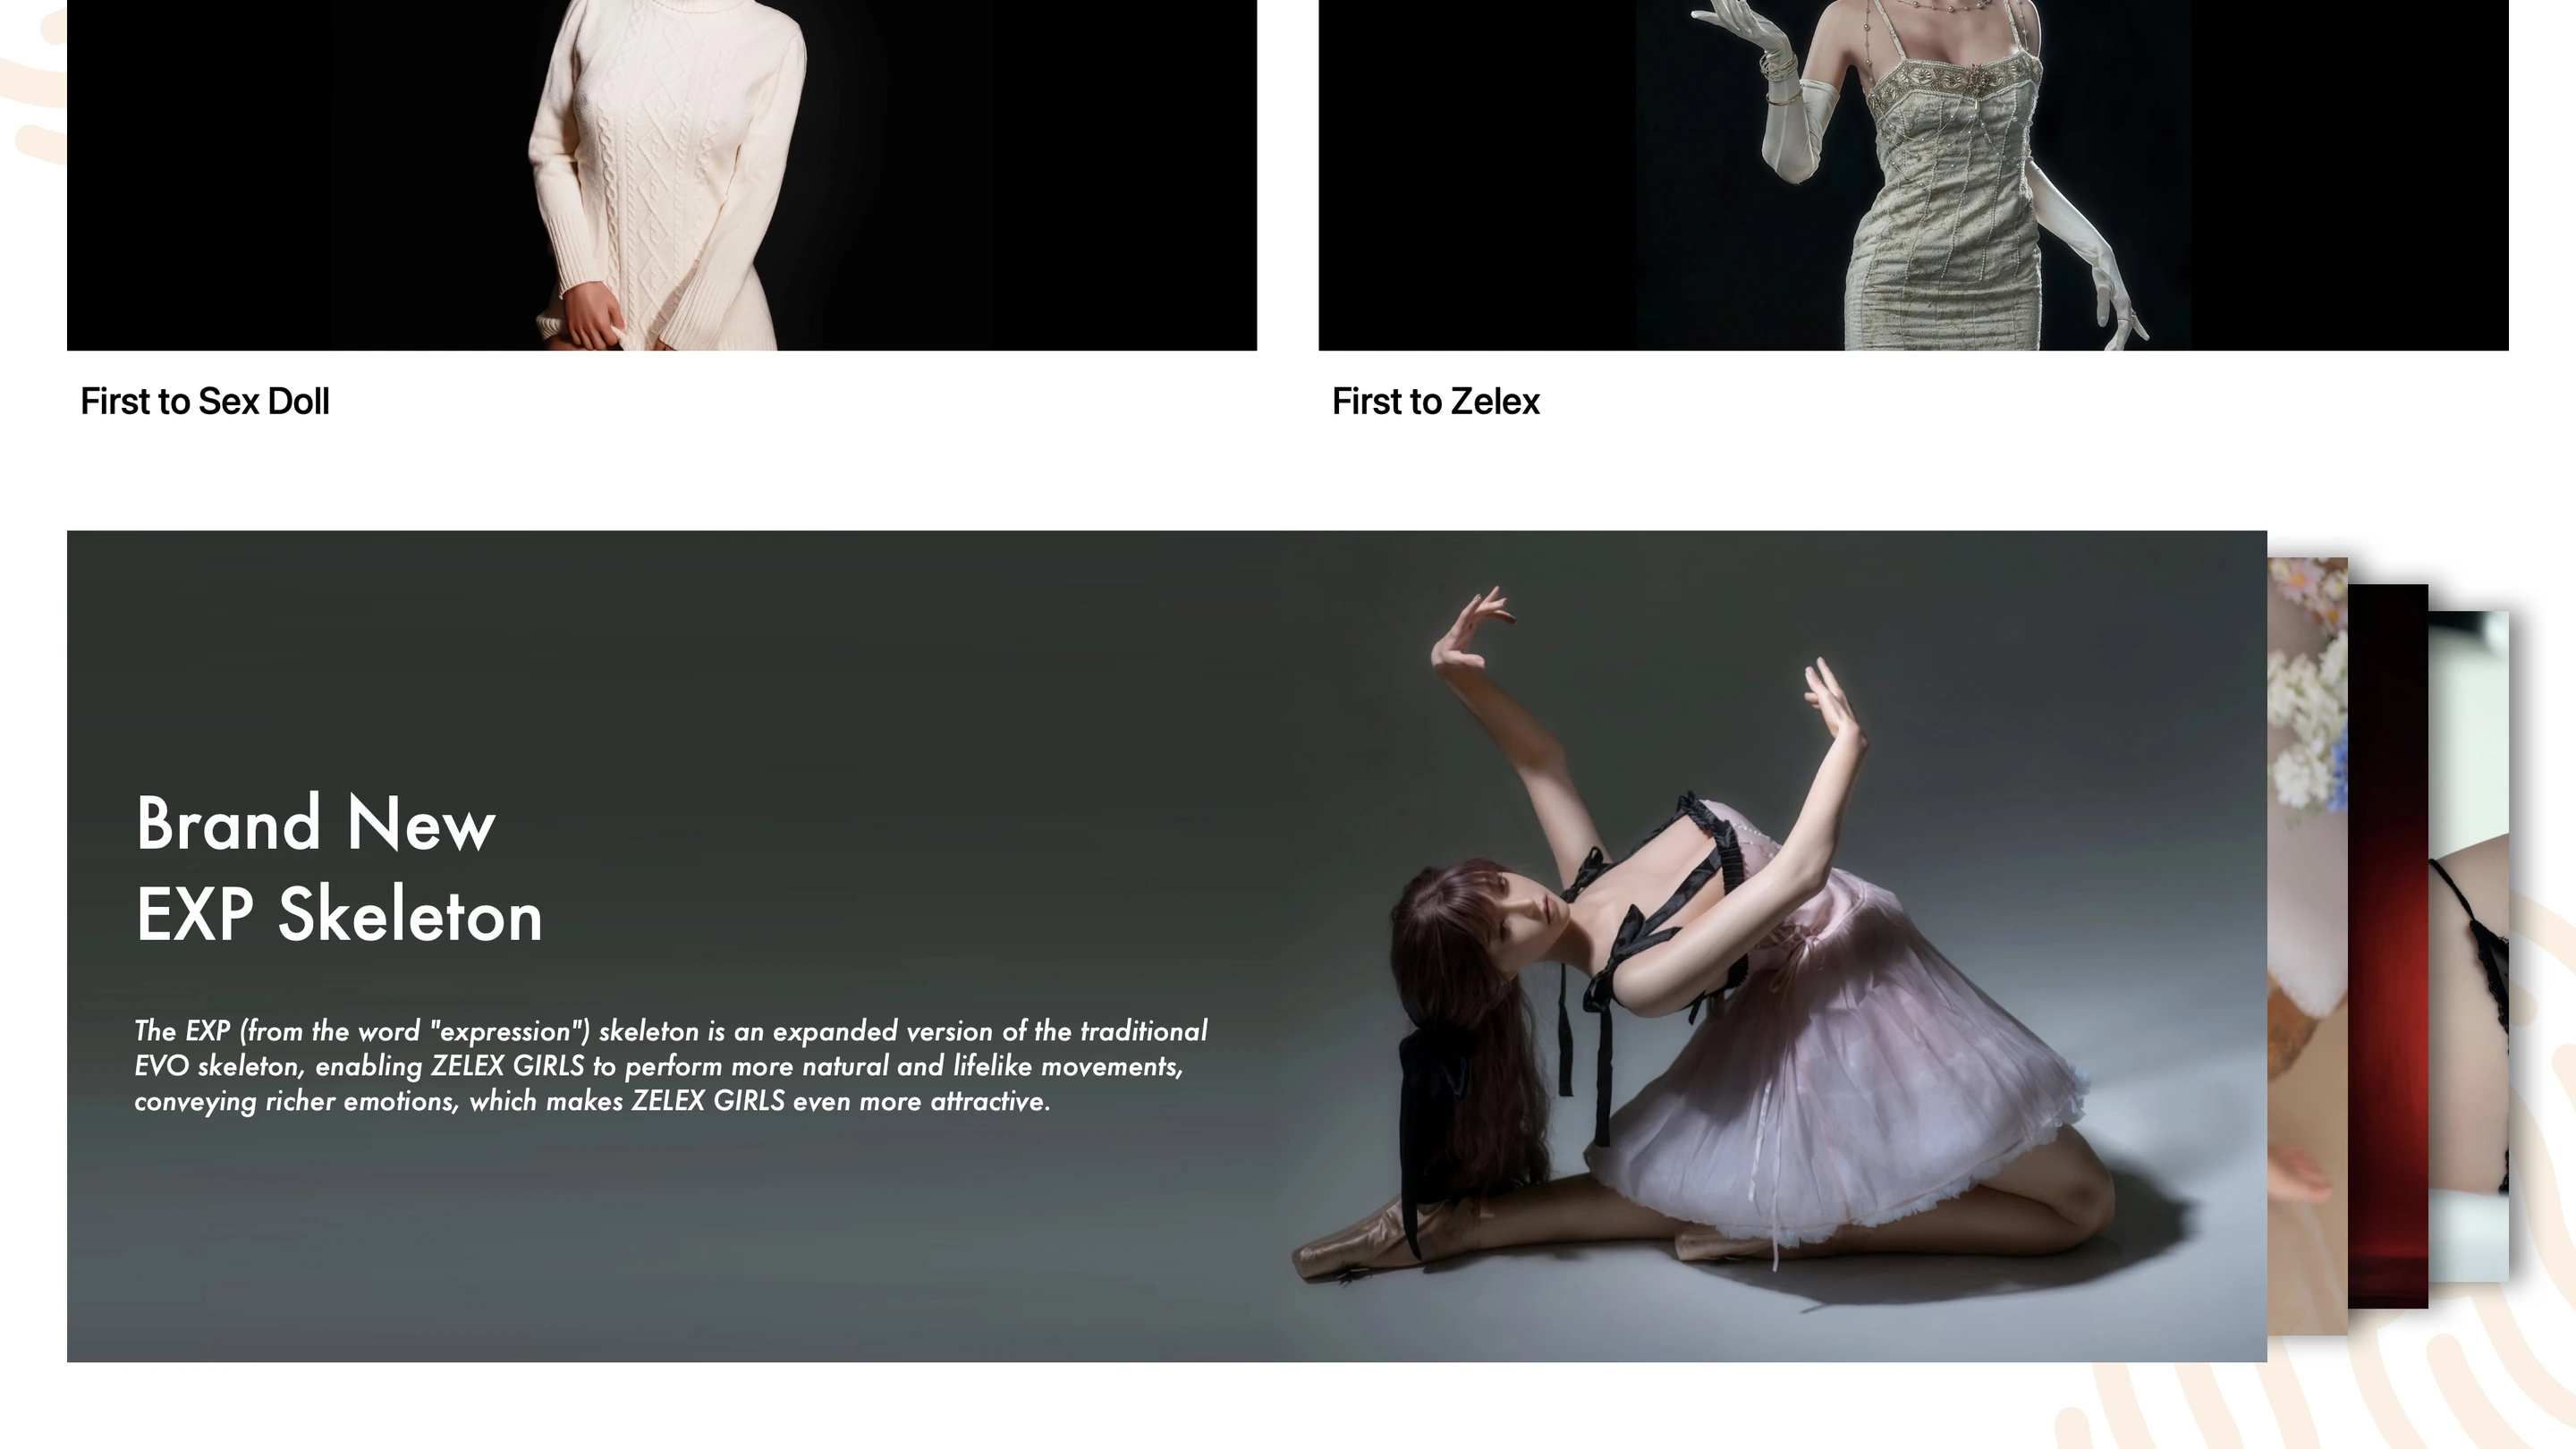 First to Sex Doll
First to Zelex
Brand New
EXP Skeleton
The EXP (from the word "expression") skeleton is an expanded version of the traditional
EVO skeleton, enabling ZELEX GIRLS to perform more natural and lifelike movements,
conveying richer emotions, which makes ZELEX GIRLS even more attractive.